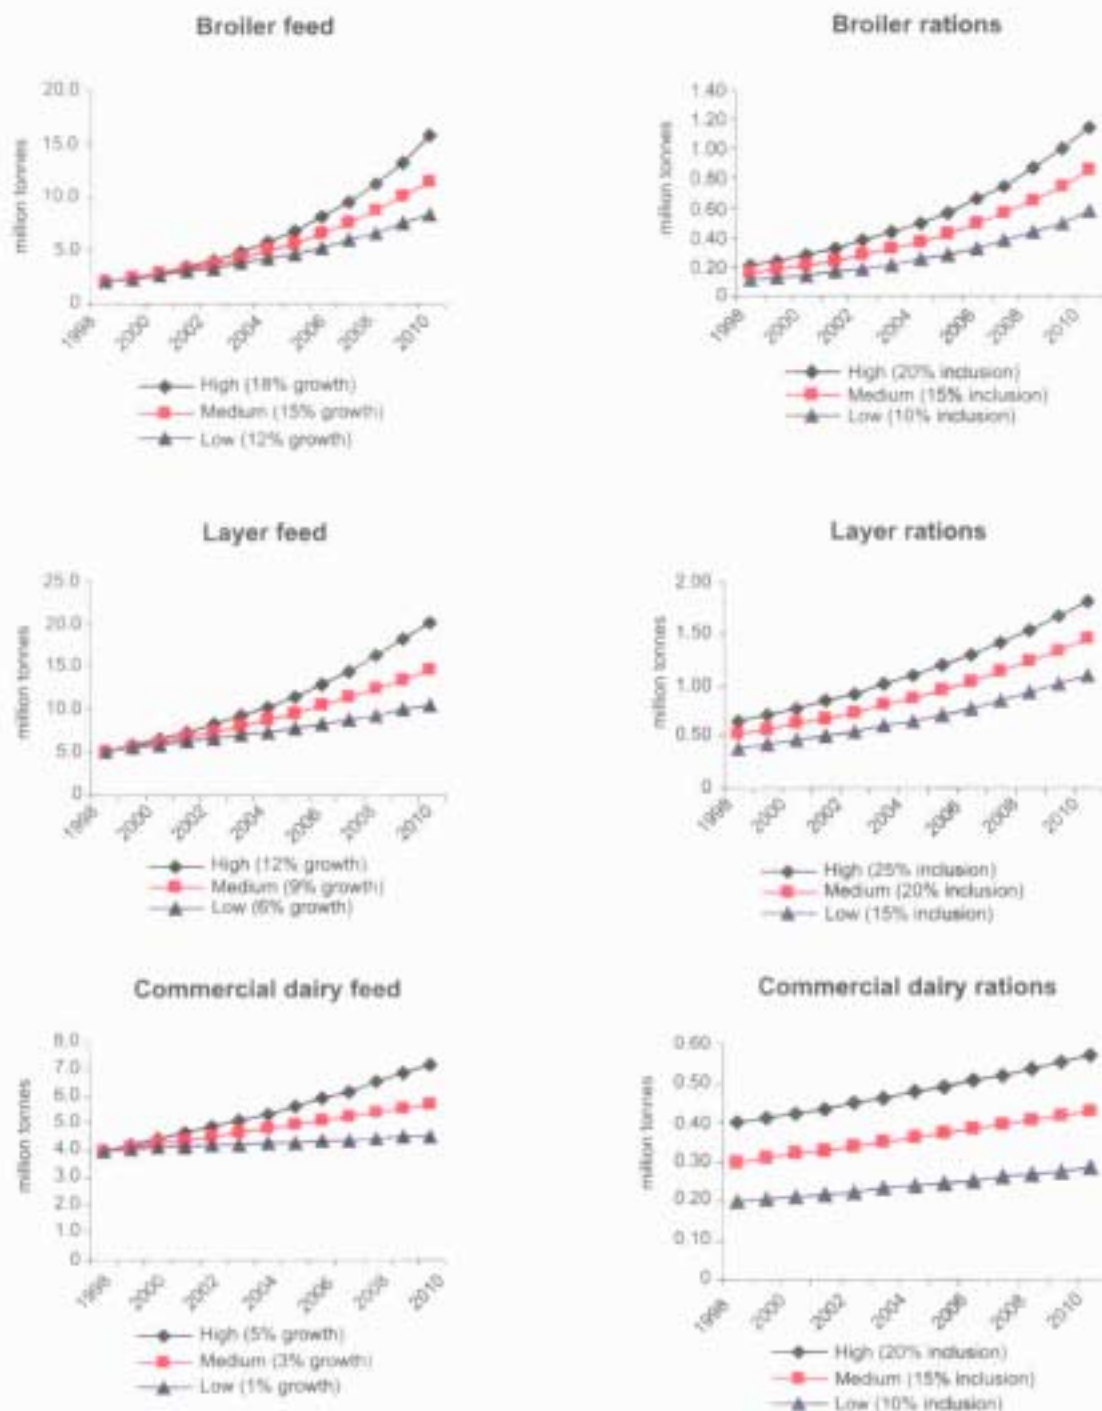 Broiler feed
million tonnes
20.0
15.0
10.0
5.0
0
1998 2000 2002 2004 2006 2008 2010
High (18% growth)
Medium (15% growth)
Low (12% growth)
Broiler rations
million tonnes
1.40
1.20
1.00
0.80
0.60
0.40
0.20
0
1998 2000 2002 2004 2006 2008 2010
High (20% inclusion)
Medium (15% inclusion)
Low (10% inclusion)
Layer feed
million tonnes
25.0
20.0
15.0
10.0
5.0
0
1998 2000 2002 2004 2006 2008 2010
High (12% growth)
Medium (9% growth)
Low (6% growth)
Layer rations
million tonnes
2.00
1.50
1.00
0.50
0
1998 2000 2002 2004 2006 2008 2010
High (25% inclusion)
Medium (20% inclusion)
Low (15% inclusion)
Commercial dairy feed
million tonnes
8.0
7.0
6.0
5.0
4.0
3.0
2.0
1.0
0
1998 2000 2002 2004 2006 2008 2010
High (5% growth)
Medium (3% growth)
Low (1% growth)
Commercial dairy rations
million tonnes
0.60
0.50
0.40
0.30
0.20
0.10
0
1998 2000 2002 2004 2006 2008 2010
High (20% inclusion)
Medium (15% inclusion)
Low (10% inclusion)